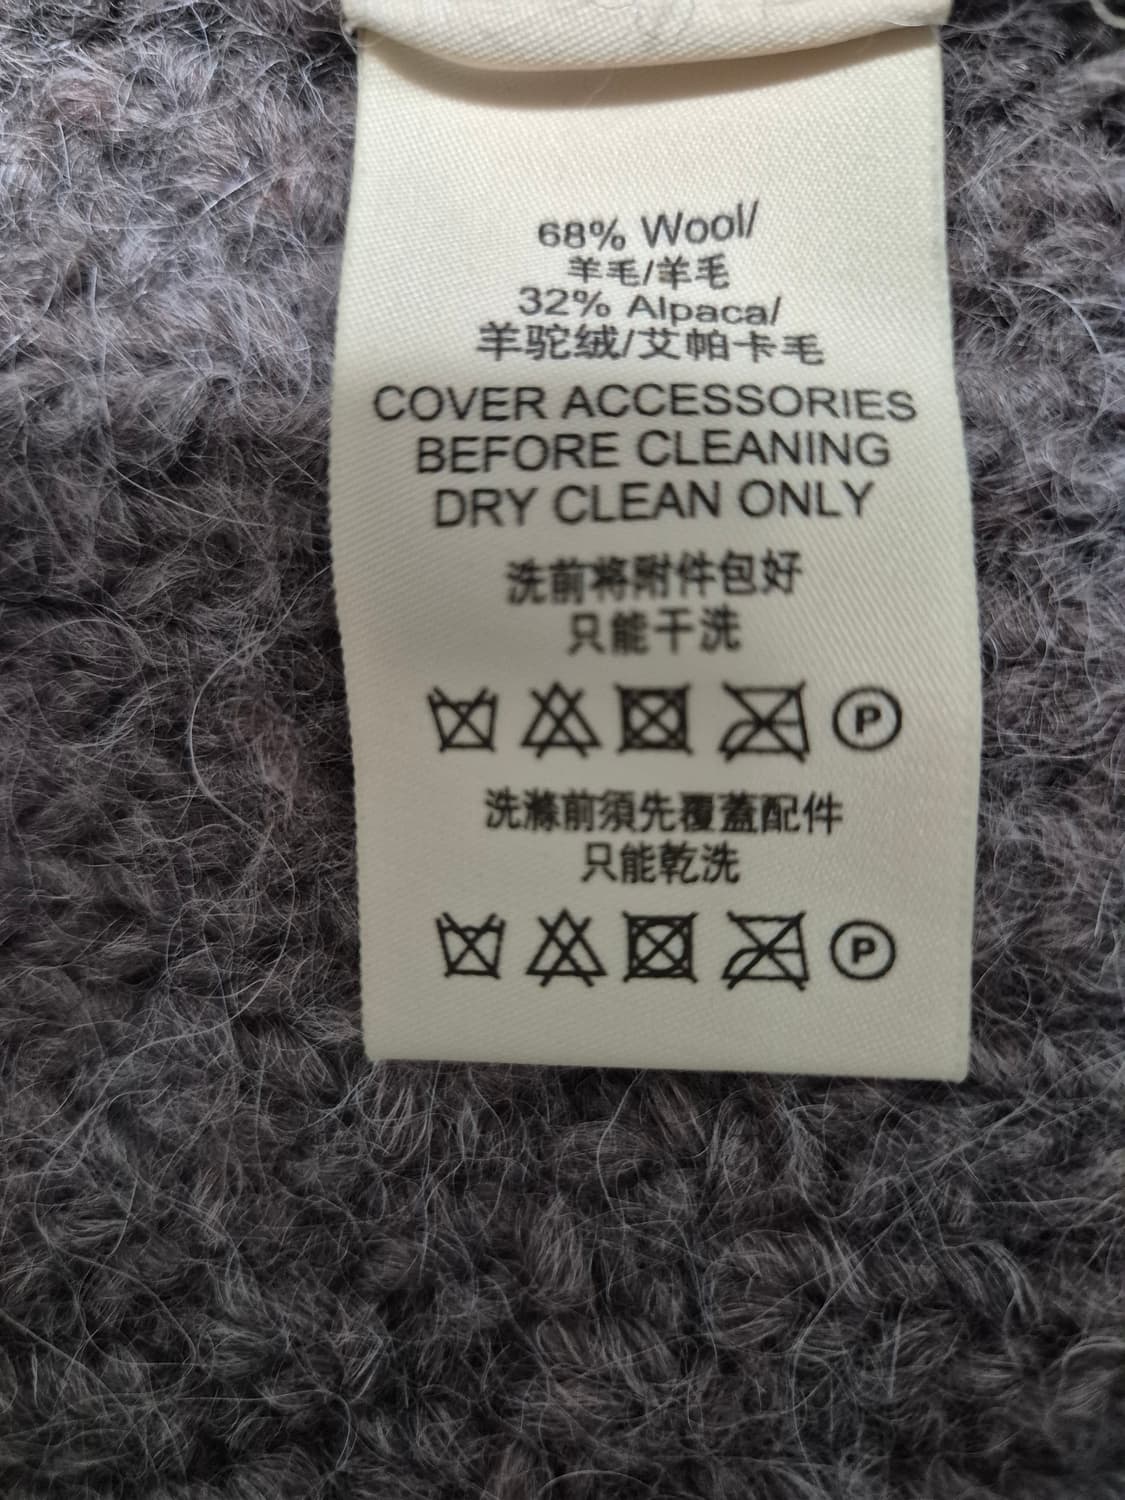 68% Wool/
羊毛/羊毛
32% Alpaca/
羊驼绒/艾帕卡毛
COVER ACCESSORIES
BEFORE CLEANING
DRY CLEAN ONLY
洗前将附件包好
只能干洗
P
洗滌前須先覆蓋配件
只能乾洗
P